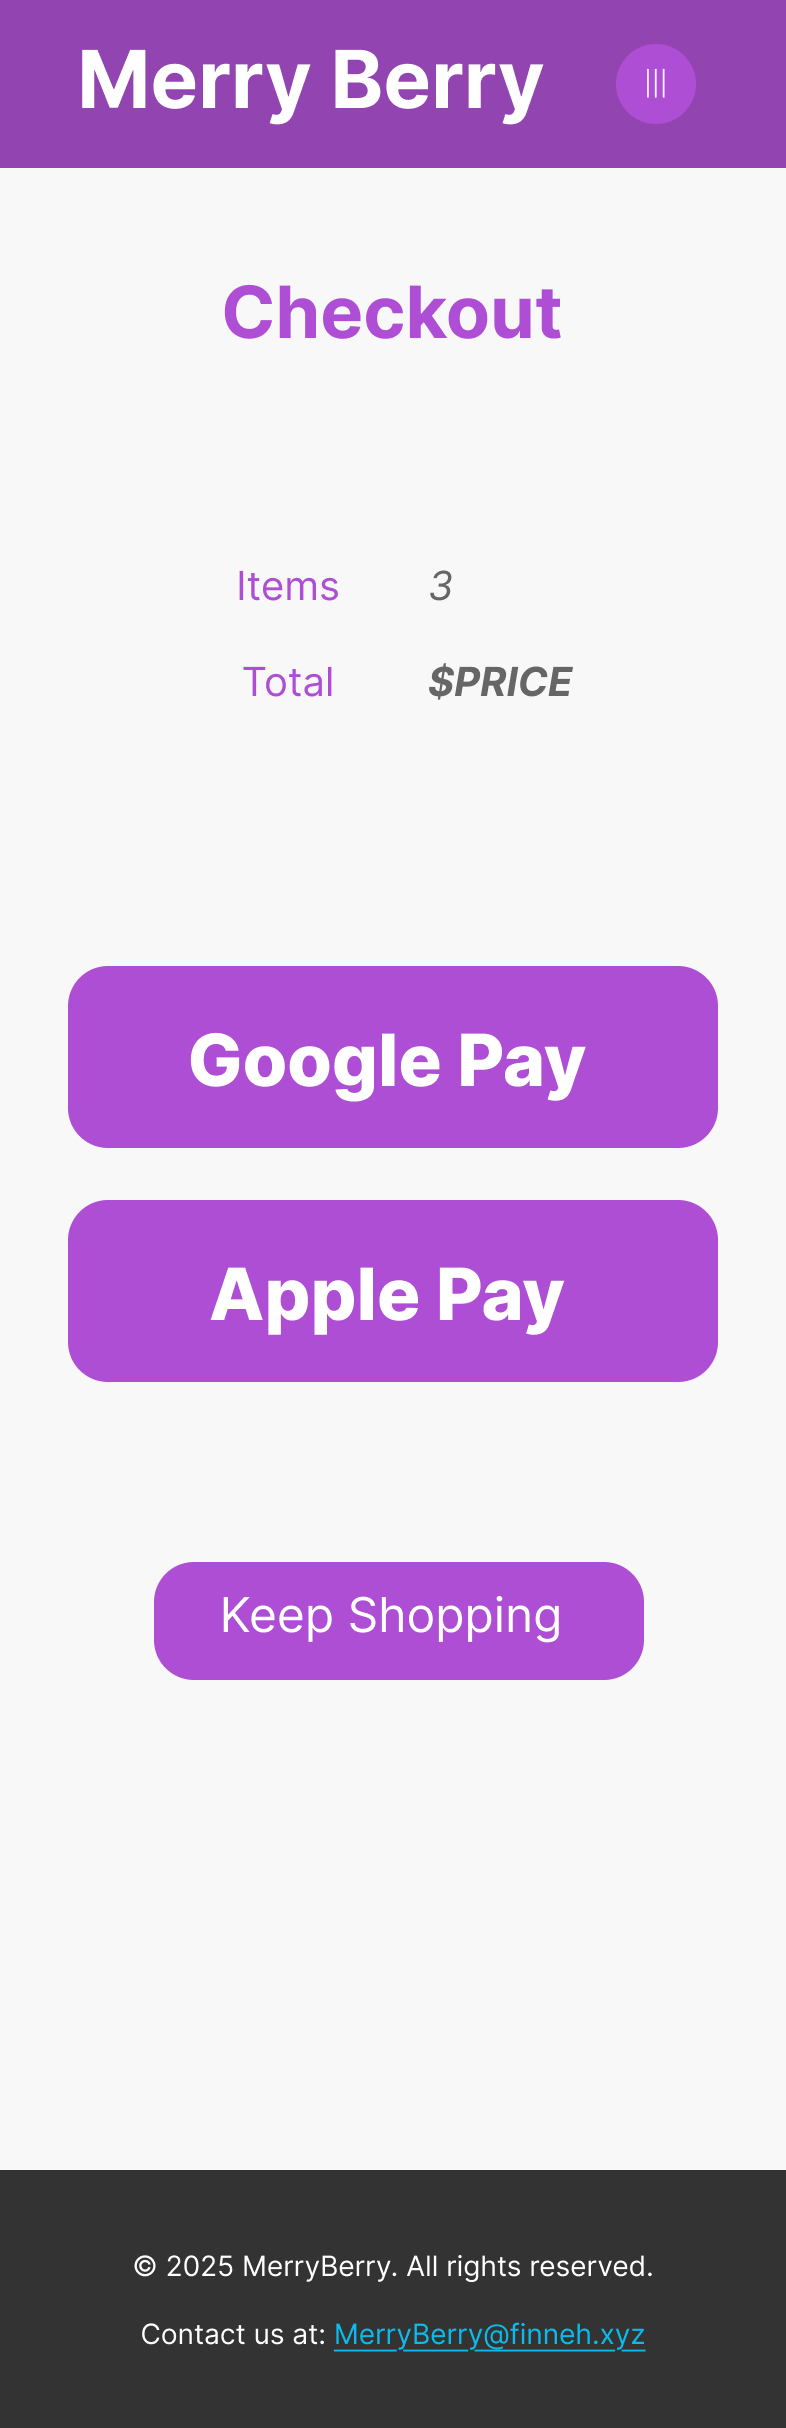 Merry Berry
Checkout
Items 3
Total $PRICE
Google Pay
Apple Pay
Keep Shopping
© 2025 MerryBerry. All rights reserved.
Contact us at: MerryBerry@finneh.xyz